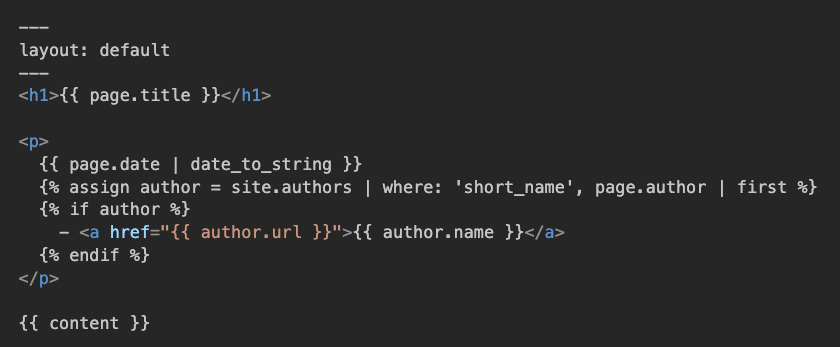 ---
layout: default
---
<h1>{{ page.title }}</h1>
<p>
{{ page.date | date_to_string }}
{% assign author = site.authors | where: 'short_name', page.author | first %}
{% if author %}
- <a href="{{ author.url }}">{{ author.name }}</a>
{% endif %}
</p>
{{ content }}